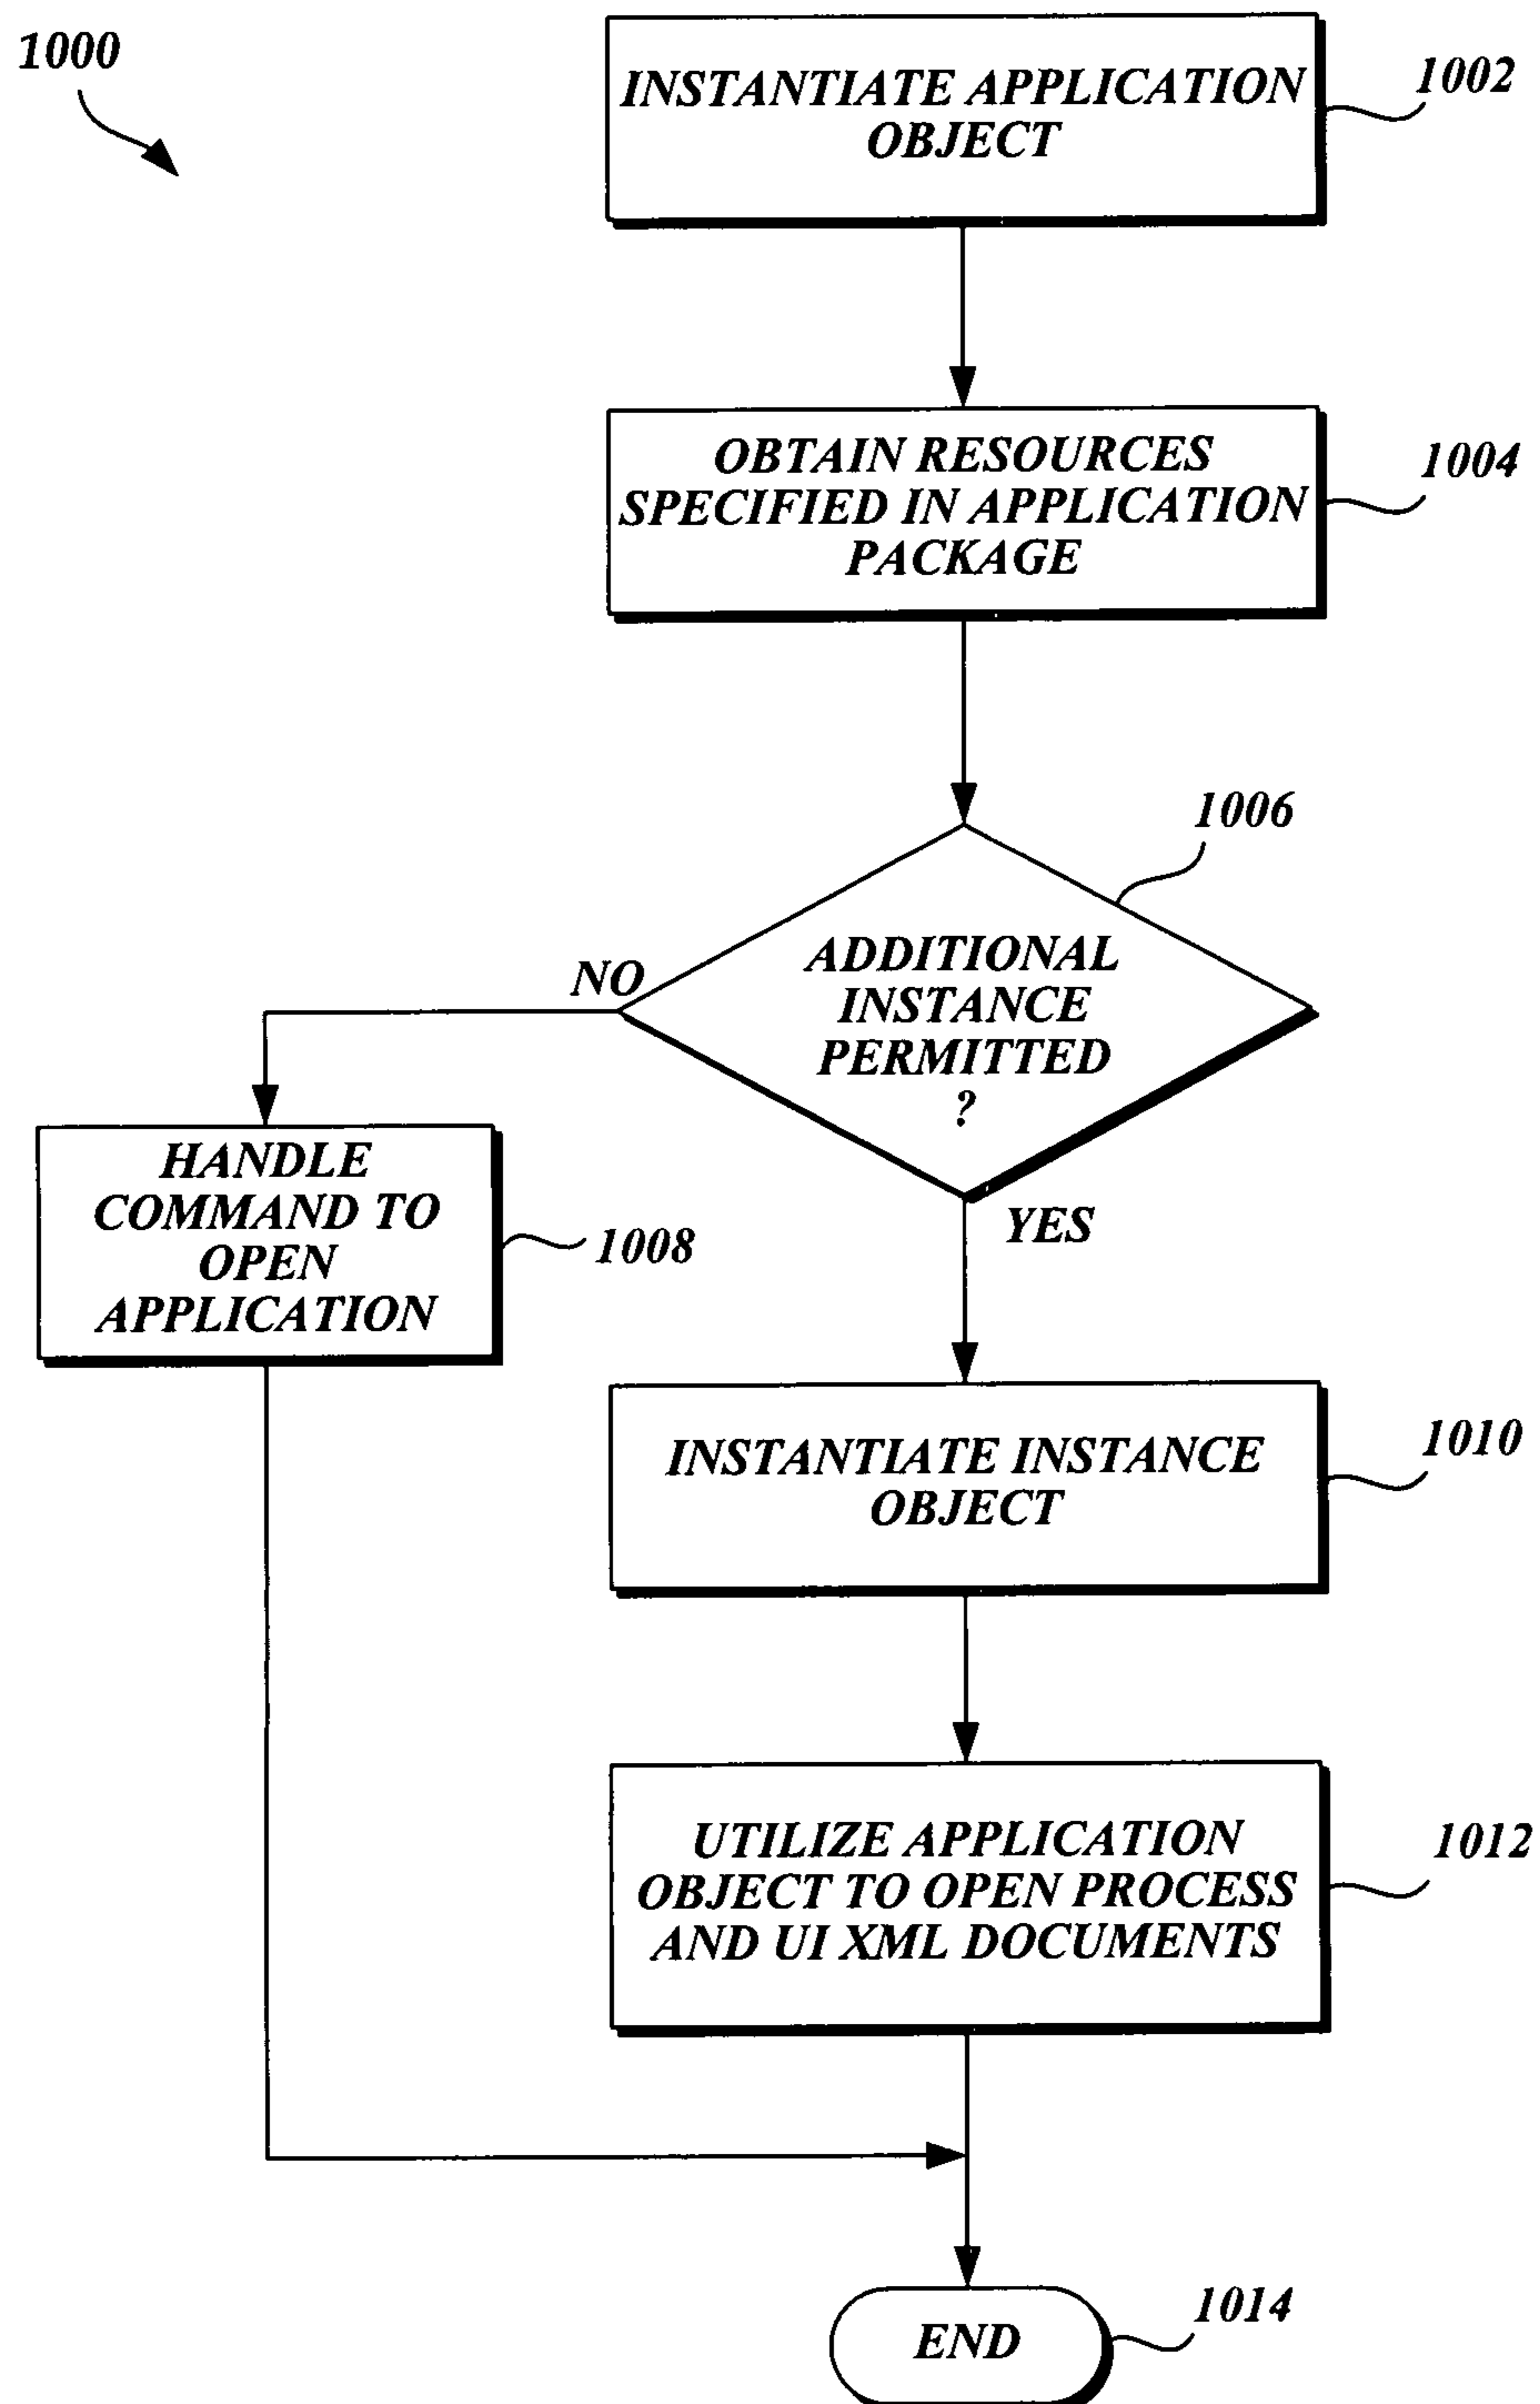 1000
INSTANTIATE APPLICATION
OBJECT
1002
OBTAIN RESOURCES
SPECIFIED IN APPLICATION
PACKAGE
1004
1006
ADDITIONAL
INSTANCE
PERMITTED
?
NO
YES
HANDLE
COMMAND TO
OPEN
APPLICATION
1008
INSTANTIATE INSTANCE
OBJECT
1010
UTILIZE APPLICATION
OBJECT TO OPEN PROCESS
AND UI XML DOCUMENTS
1012
END
1014